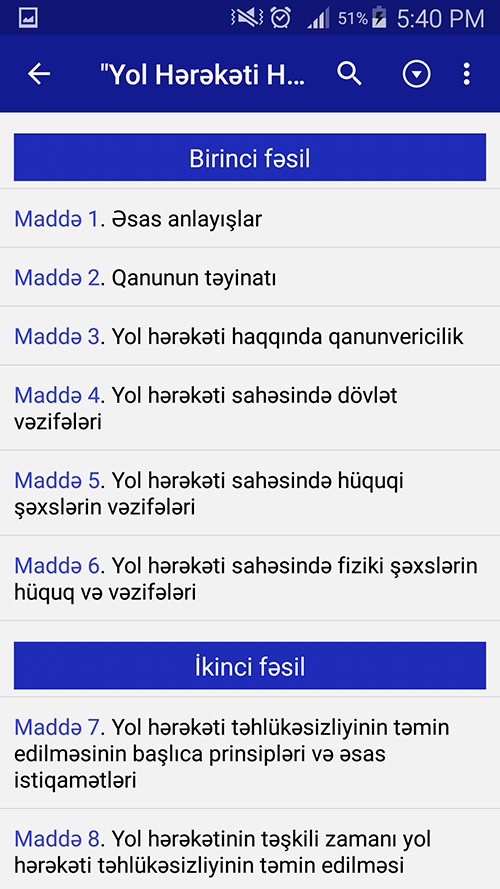 51% 5:40 PM
"Yol Hərəkəti H...
Birinci fəsil
Maddə 1. Əsas anlayışlar
Maddə 2. Qanunun təyinatı
Maddə 3. Yol hərəkəti haqqında qanunvericilik
Maddə 4. Yol hərəkəti sahəsində dövlət
vəzifələri
Maddə 5. Yol hərəkəti sahəsində hüquqi
şəxslərin vəzifələri
Maddə 6. Yol hərəkəti sahəsində fiziki şəxslərin
hüquq və vəzifələri
İkinci fəsil
Maddə 7. Yol hərəkəti təhlükəsizliyinin təmin
edilməsinin başlıca prinsipləri və əsas
istiqamətləri
Maddə 8. Yol hərəkətinin təşkili zamanı yol
hərəkəti təhlükəsizliyinin təmin edilməsi